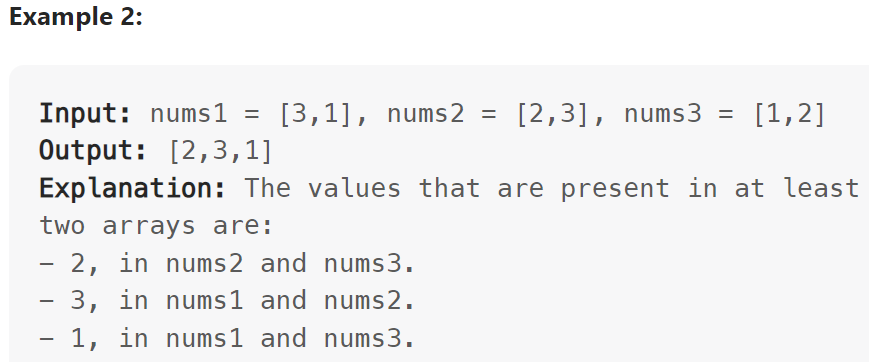 Example 2:
Input: nums1 = [3,1], nums2 = [2,3], nums3 = [1,2]
Output: [2,3,1]
Explanation: The values that are present in at least
two arrays are:
- 2, in nums2 and nums3.
- 3, in nums1 and nums2.
- 1, in nums1 and nums3.